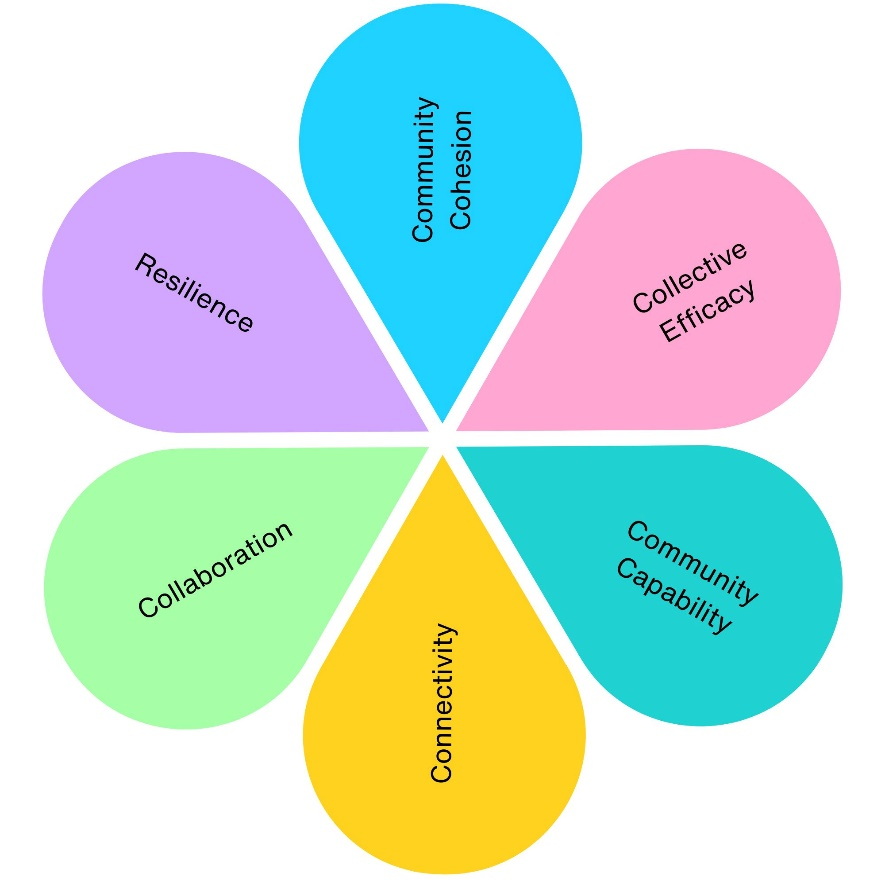 Community
Cohesion
Collective
Efficacy
Community
Capability
Connectivity
Collaboration
Resilience